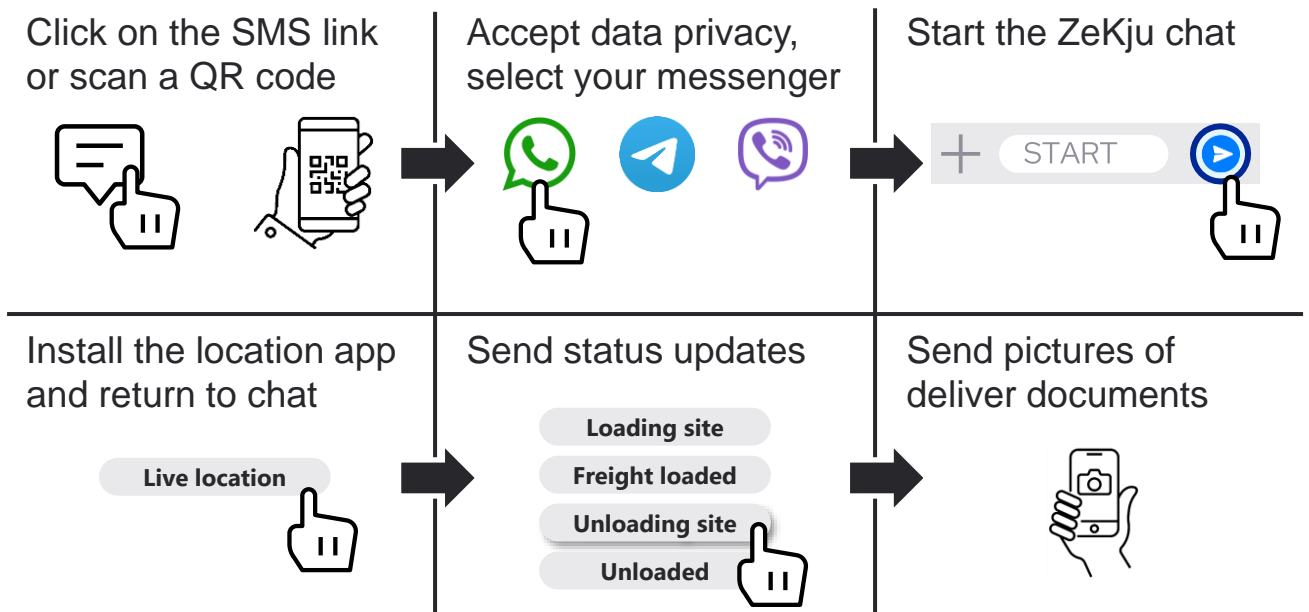 Click on the SMS link
or scan a QR code
Accept data privacy,
select your messenger
Start the ZeKju chat
START
Install the location app
and return to chat
Live location
Send status updates
Loading site
Freight loaded
Unloading site
Unloaded
Send pictures of
deliver documents